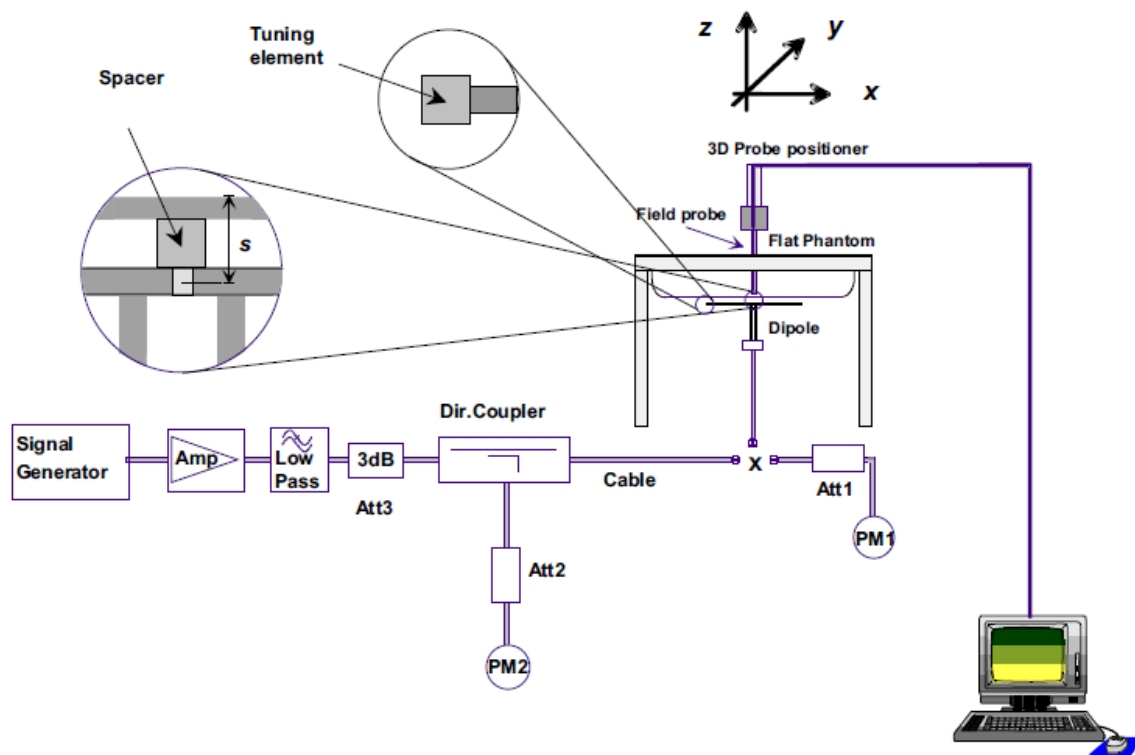 Tuning
element
Spacer
s
z
y
x
3D Probe positioner
Field probe
Flat Phantom
Dipole
Dir.Coupler
Signal
Generator
Amp
Low
Pass
3dB
Att3
Cable
x
Att1
PM1
Att2
PM2